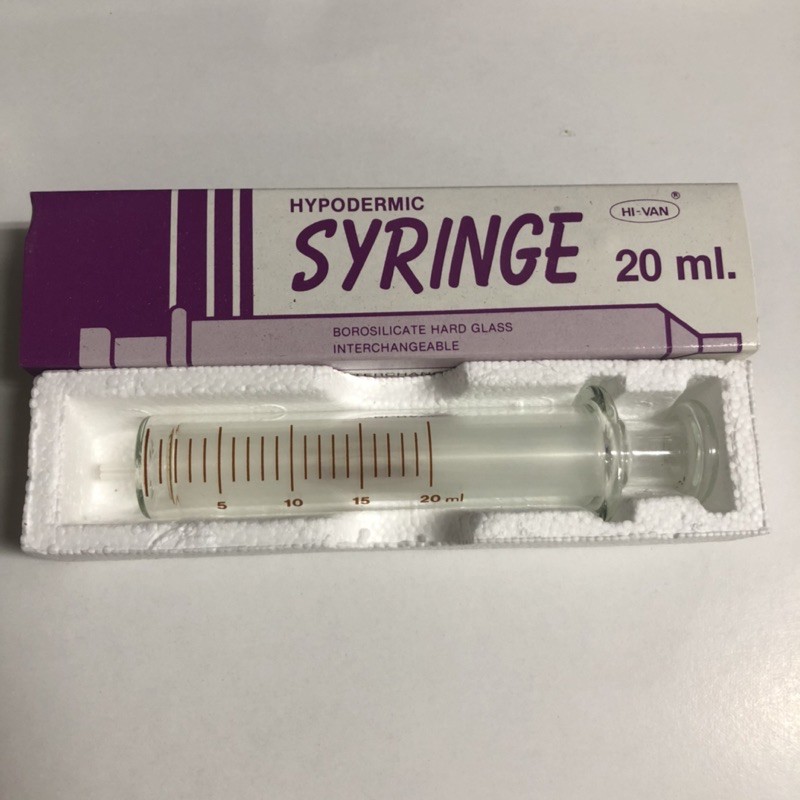 HYPODERMIC
SYRINGE
HI-VAN ®
20 ml.
BOROSILICATE HARD GLASS
INTERCHANGEABLE
5 10 15 20 ml